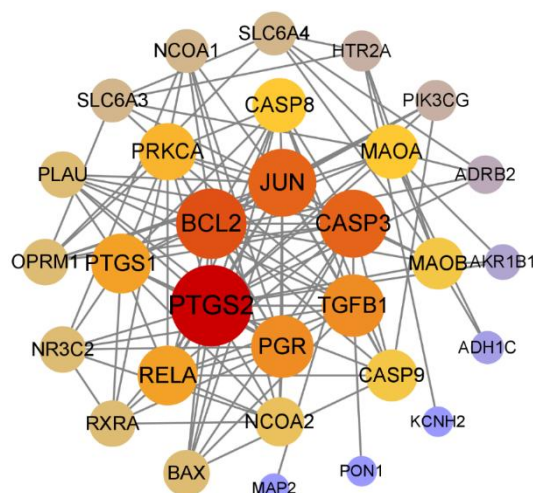 SLC6A4
NCOA1
HTR2A
SLC6A3
CASP8
PIK3CG
PRKCA
MAOA
PLAU
JUN
ADRB2
BCL2
CASP3
OPRM1
PTGS1
MAOB
AKR1B1
PTGS2
TGFB1
NR3C2
PGR
ADH1C
RELA
CASP9
RXRA
NCOA2
KCNH2
BAX
PON1
MAP2